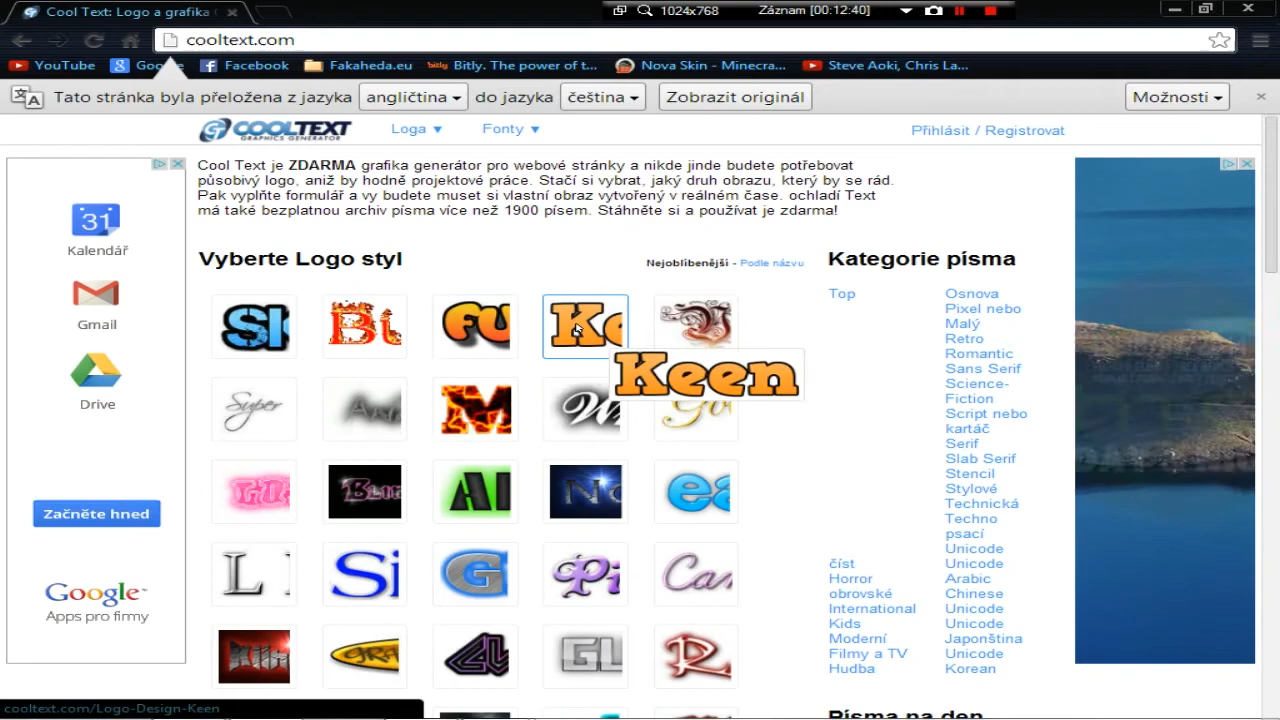 Cool Text: Logo a grafika
1024x768
Záznam [00:12:40]
cooltext.com
YouTube
Facebook
Fakaheda.eu
bitly
Bitly. The power of t...
Nova Skin - Minecra...
Steve Aoki, Chris La...
Tato stránka byla přeložena z jazyka
angličtina
do jazyka
čeština
Zobrazit originál
Možnosti
COOLTEXT
GRAPHICS GENERATOR
Loga
Fonty
Přihlásit / Registrovat
Cool Text je ZDARMA grafika generátor pro webové stránky a nikde jinde budete potřebovat
působivý logo, aniž by hodně projektové práce. Stačí si vybrat, jaký druh obrazu, který by se rád.
Pak vyplňte formulář a vy budete muset si vlastní obraz vytvořený v reálném čase. ochladí Text
má také bezplatnou archiv písma více než 1900 písem. Stáhněte si a používat je zdarma!
31
Kalendář
Gmail
Drive
Začněte hned
Google
Apps pro firmy
Vyberte Logo styl
Nejoblíbenější - Podle názvu
Keen
Super
Kategorie písma
Top
číst
Horror
obrovské
International
Kids
Moderní
Filmy a TV
Hudba
Osnova
Pixel nebo
Malý
Retro
Romantic
Sans Serif
Science-
Fiction
Script nebo
kartáč
Serif
Slab Serif
Stencil
Stylové
Technická
Techno
psací
Unicode
Unicode
Arabic
Chinese
Unicode
Unicode
Japonština
Unicode
Korean
Písma na den
cooltext.com/Logo-Design-Keen